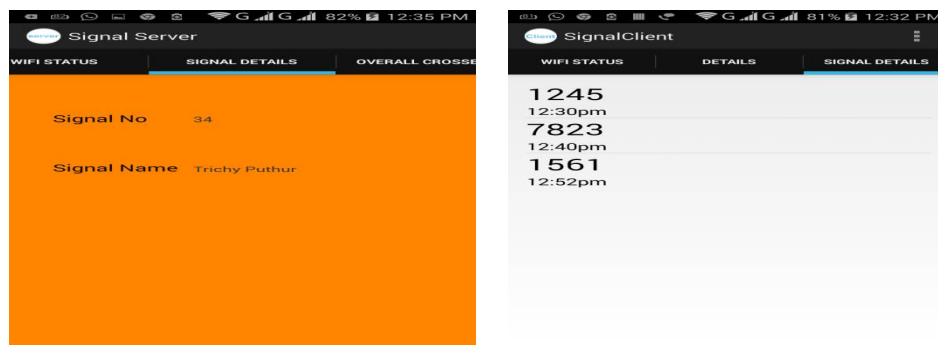 G G 82% 12:35 PM
server Signal Server
WIFI STATUS SIGNAL DETAILS OVERALL CROSSE
Signal No 34
Signal Name Trichy Puthur
G G 81% 12:32 PM
Client SignalClient
WIFI STATUS DETAILS SIGNAL DETAILS
1245
12:30pm
7823
12:40pm
1561
12:52pm